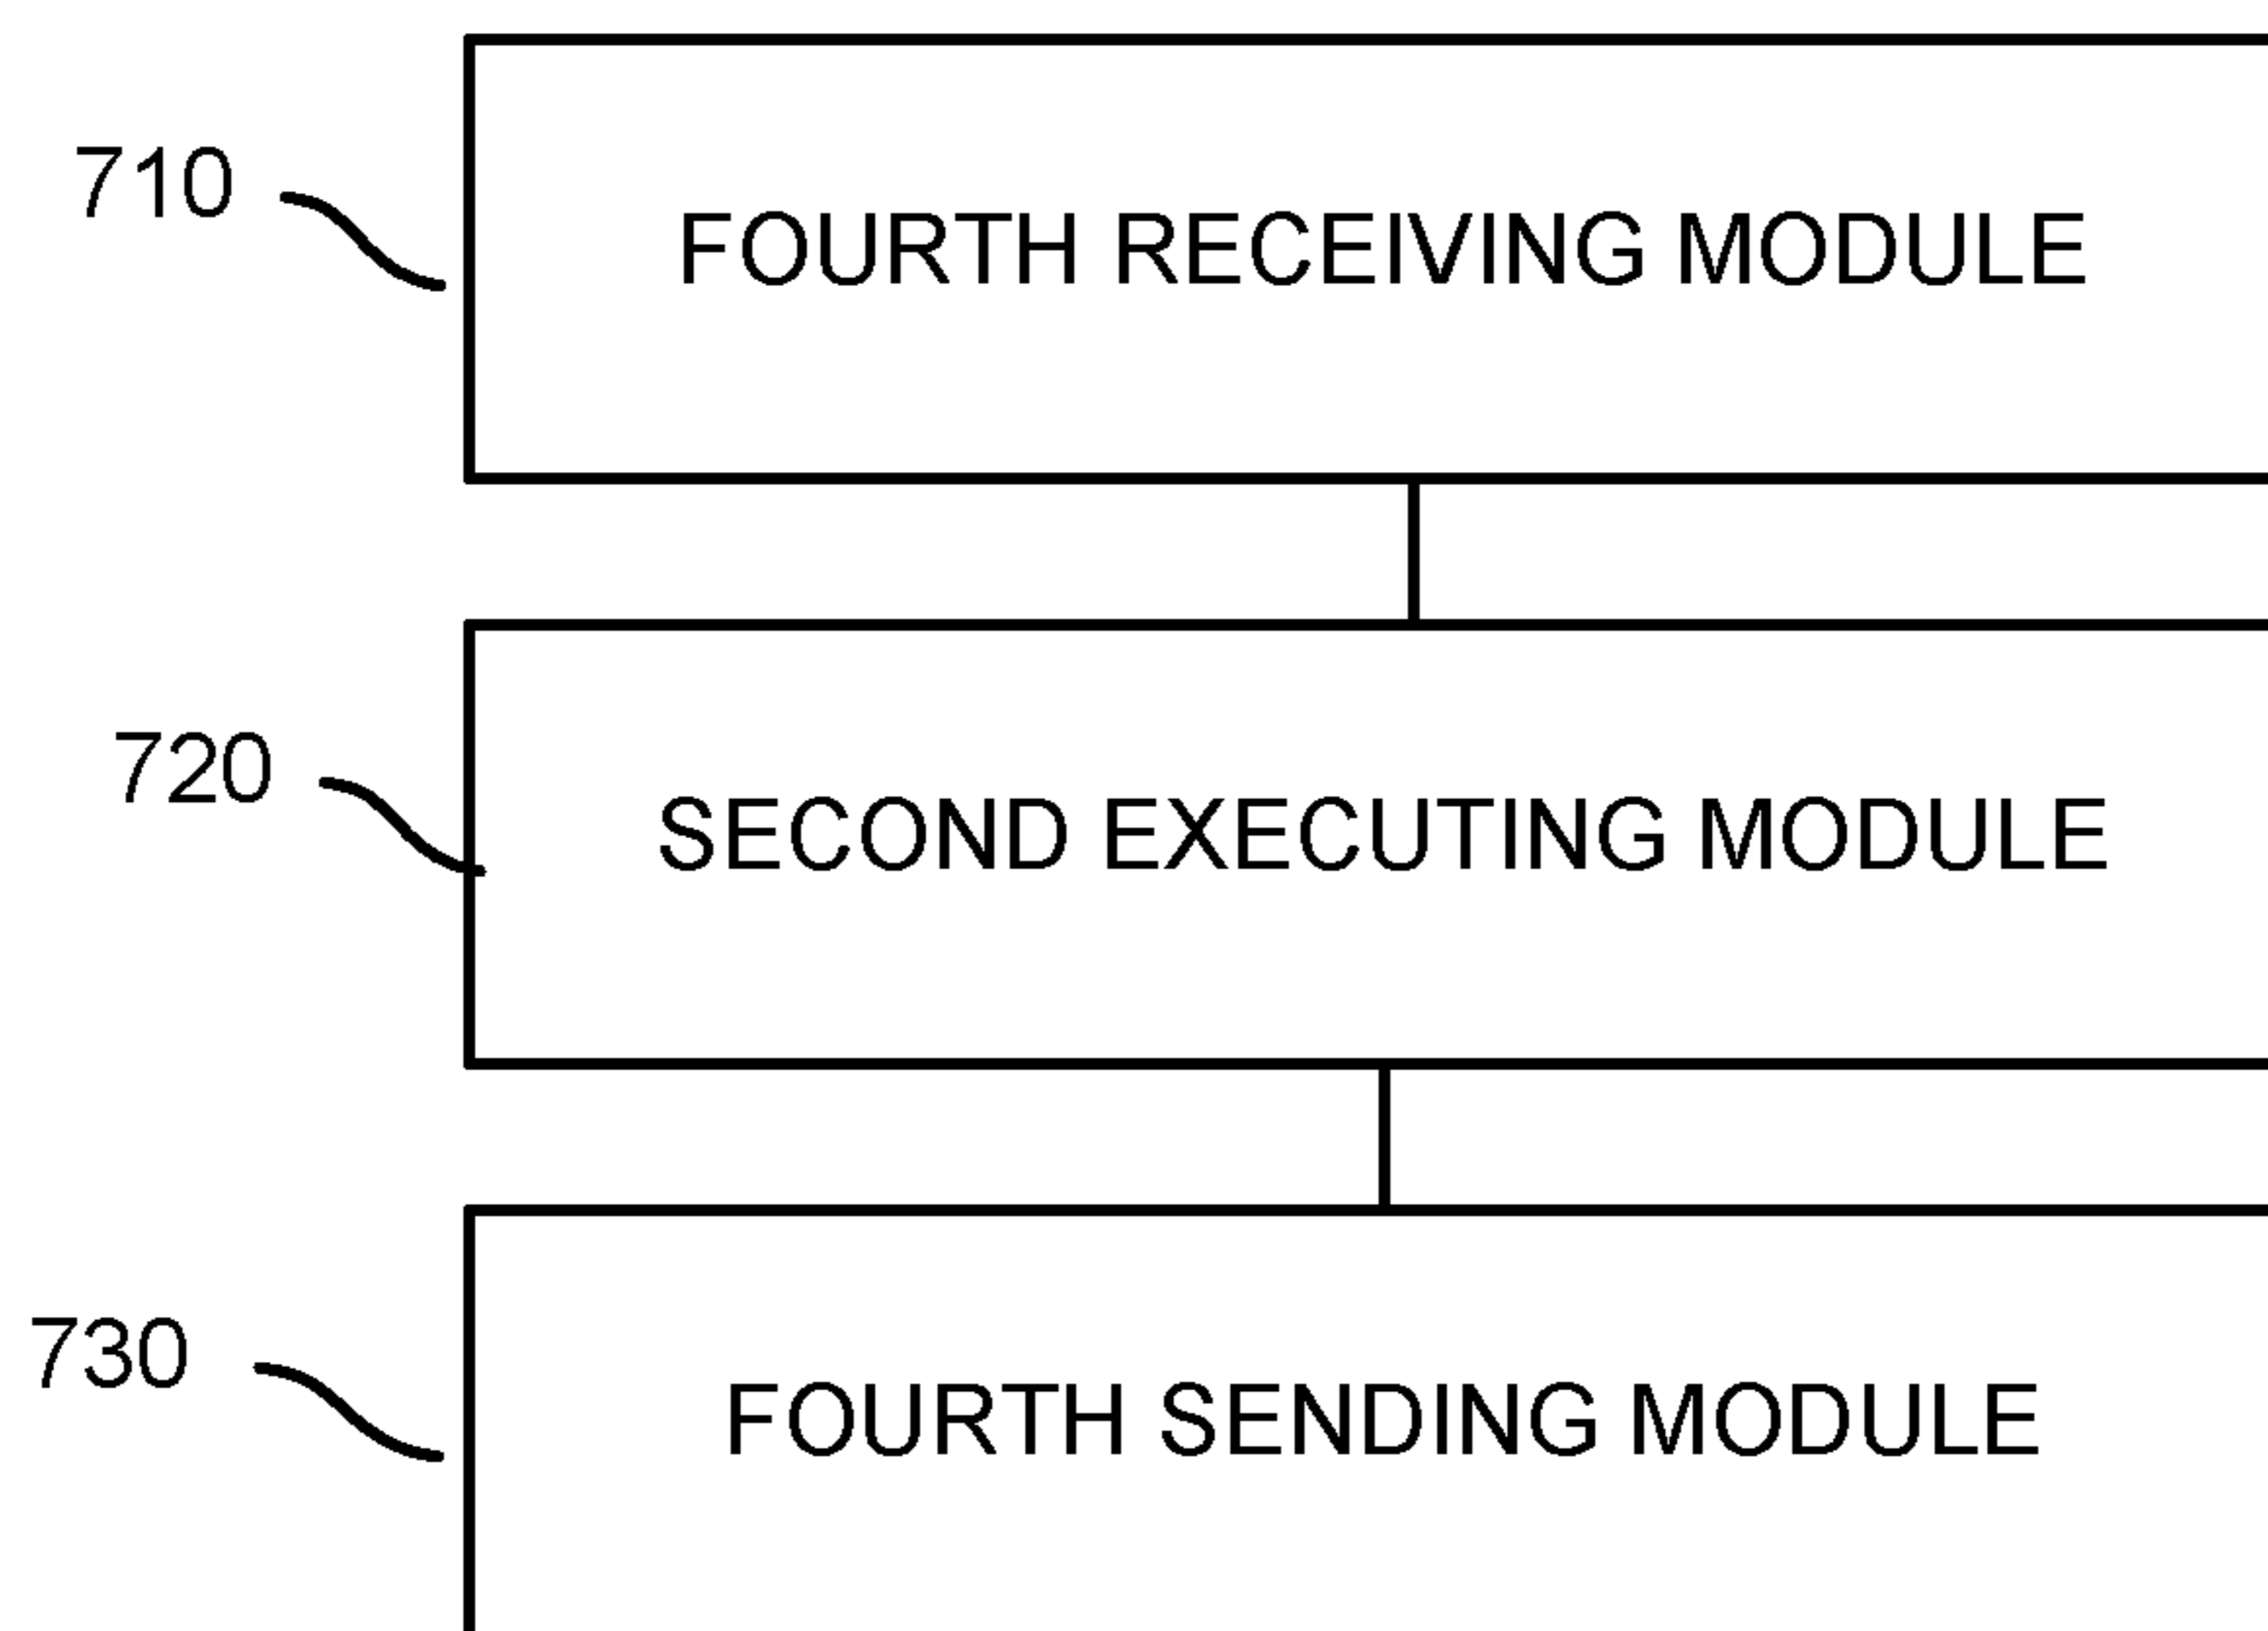 710
FOURTH RECEIVING MODULE
720
SECOND EXECUTING MODULE
730
FOURTH SENDING MODULE